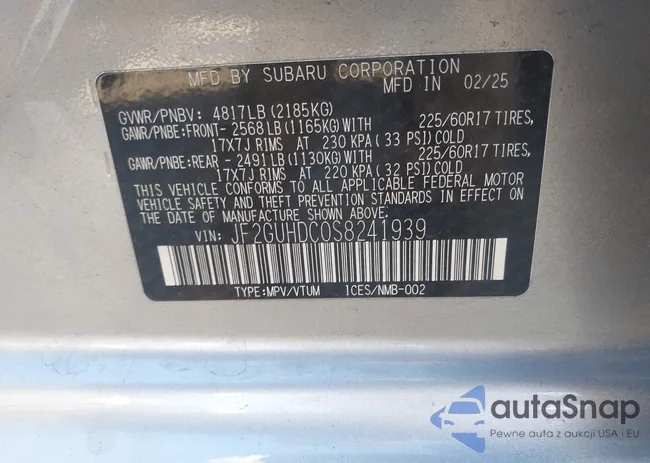 MFD BY SUBARU CORPORATION
MFD IN 02/25
GVWR/PNBV: 4817LB (2185KG)
GAWR/PNBE:FRONT-2568LB(1165KG)WITH 225/60R17 TIRES,
17X7J RIMS AT 230 KPA( 33 PSI)COLD
GAWR/PNBE:REAR -2491LB(1130KG)WITH 225/60R17 TIRES,
17X7J RIMS AT 220 KPA( 32 PSI)COLD
THIS VEHICLE CONFORMS TO ALL APPLICABLE FEDERAL MOTOR
VEHICLE SAFETY AND THEFT PREVENTION STANDARDS IN EFFECT ON
THE DATE OF MANUFACTURE SHOWN ABOVE.
VIN: JF2GUHDC0S8241939
TYPE:MPV/VTUM 1CES/NMB-002
autaSnap
Pewne auta z aukcji USA i EU